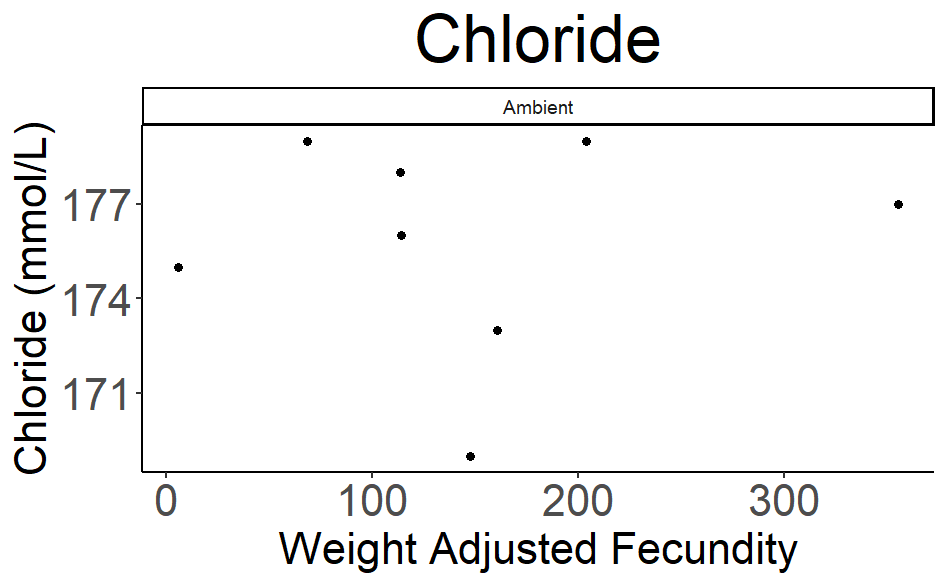 Chloride
Ambient
Chloride (mmol/L)
177
174
171
0 100 200 300
Weight Adjusted Fecundity